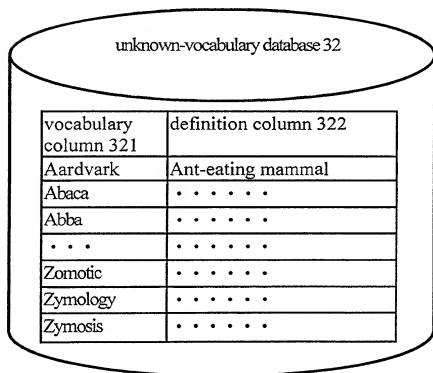 unknown-vocabulary database 32
vocabulary column 321 definition column 322
Aardvark Ant-eating mammal
Abaca · · · · · ·
Abba · · · · · ·
· · · · · · · · ·
Zomotic · · · · · ·
Zymology · · · · · ·
Zymosis · · · · · ·